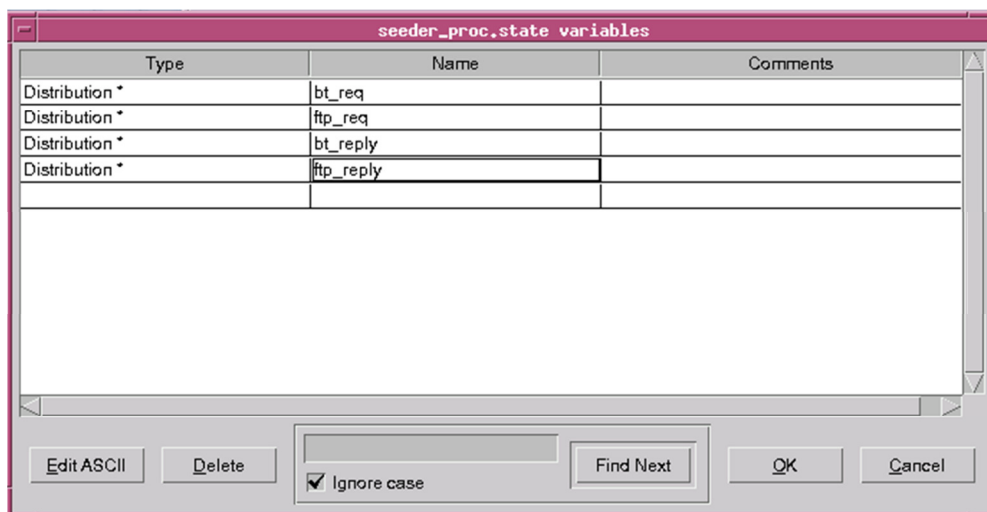 seeder_proc.state variables
Type Name Comments
Distribution * bt_req
Distribution * ftp_req
Distribution * bt_reply
Distribution * ftp_reply
Edit ASCII Delete Find Next OK Cancel
Ignore case